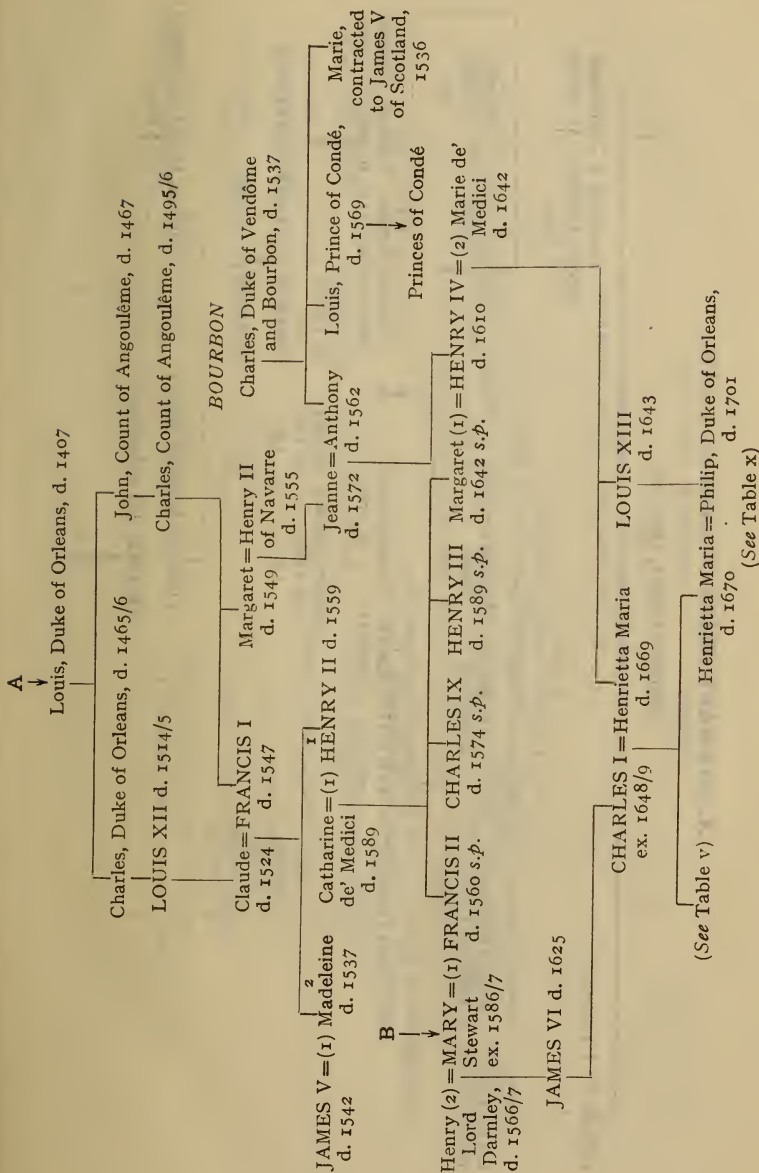 A
Louis, Duke of Orleans, d. 1407
Charles, Duke of Orleans, d. 1465/6
John, Count of Angoulême, d. 1467
LOUIS XII d. 1514/5
Charles, Count of Angoulême, d. 1495/6
BOURBON
Claude = FRANCIS I
d. 1524
d. 1547
Margaret = Henry II
d. 1549
of Navarre
d. 1555
Charles, Duke of Vendôme
and Bourbon, d. 1537
2
1
JAMES V = (1) Madeleine
d. 1542
d. 1537
Catharine = (1) HENRY II d. 1559
de' Medici
d. 1589
Jeanne = Anthony
d. 1572
d. 1562
Louis, Prince of Condé,
d. 1569
Princes of Condé
Marie,
contracted
to James V
of Scotland,
1536
B
Henry (2) = MARY = (1) FRANCIS II
Lord
Darnley,
d. 1566/7
Stewart
ex. 1586/7
d. 1560 s.p.
CHARLES IX
d. 1574 s.p.
HENRY III
d. 1589 s.p.
Margaret (1) = HENRY IV = (2) Marie de'
d. 1642 s.p.
d. 1610
Medici
d. 1642
JAMES VI d. 1625
CHARLES I = Henrietta Maria
ex. 1648/9
d. 1669
LOUIS XIII
d. 1643
(See Table v)
Henrietta Maria = Philip, Duke of Orleans,
d. 1670
d. 1701
(See Table x)